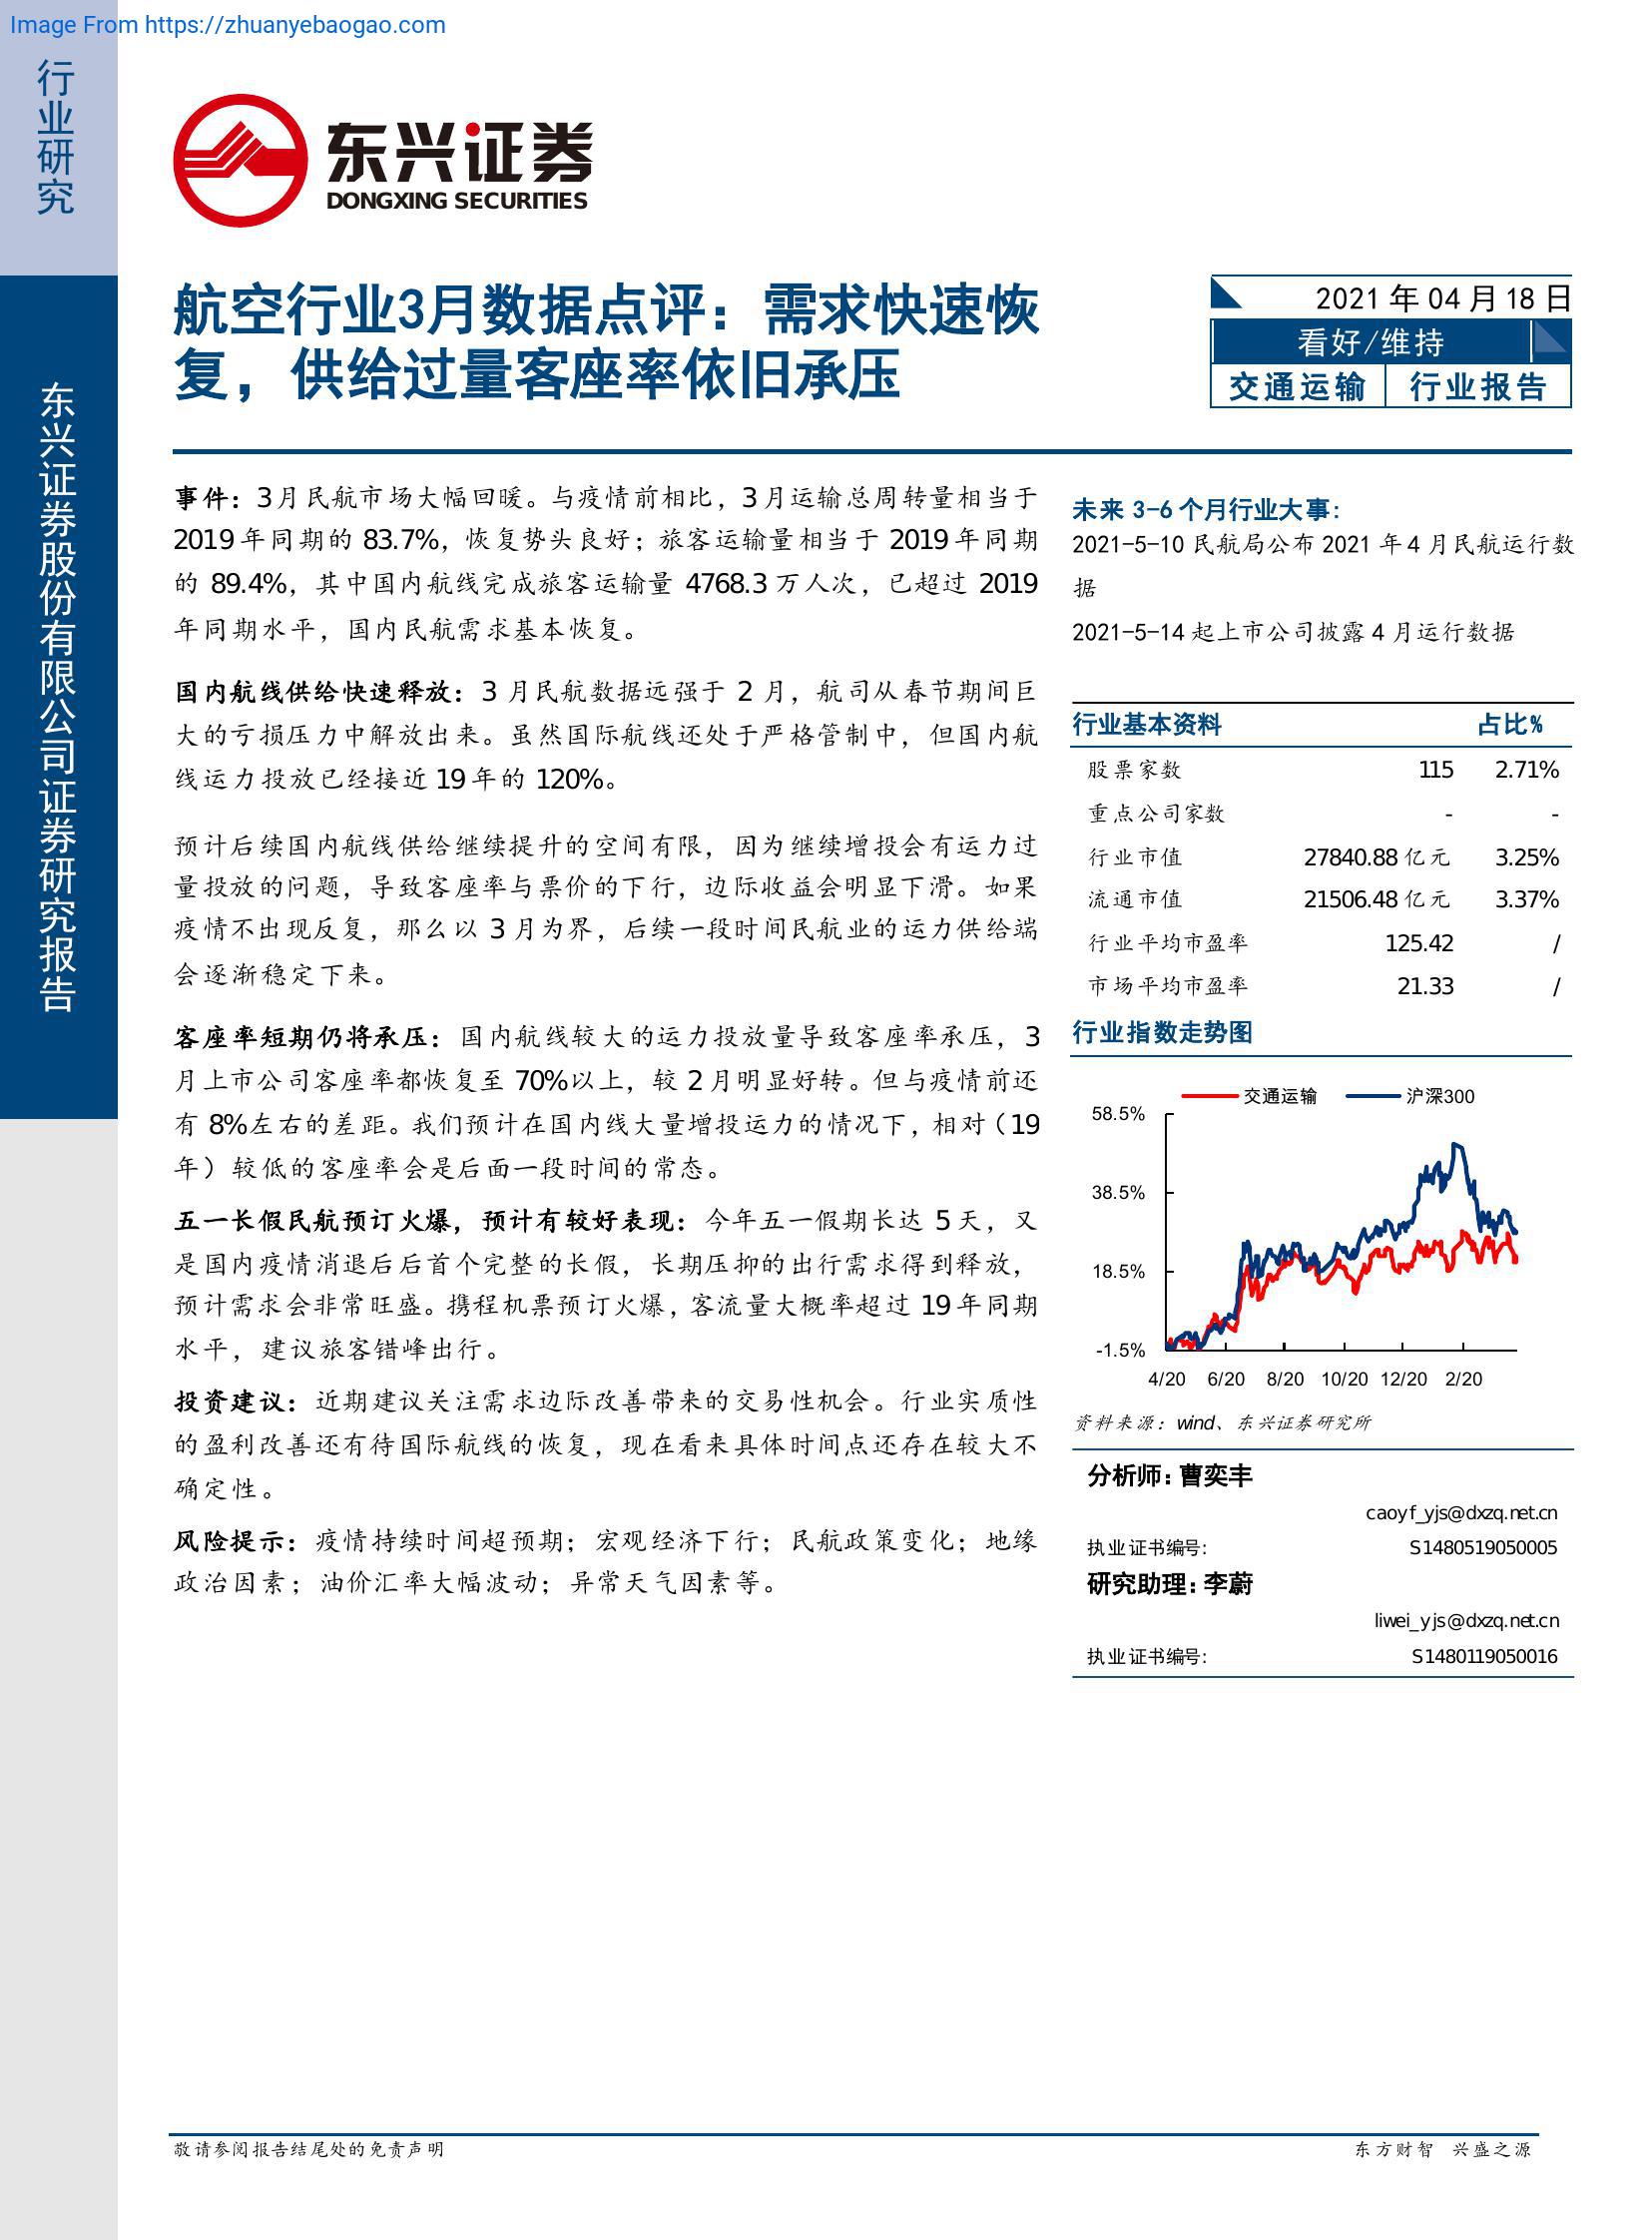 Image From https://zhuanyebaogao.com
行业研究
东兴证券股份有限公司证券研究报告
东兴证券
DONGXING SECURITIES
航空行业3月数据点评：需求快速恢
复，供给过量客座率依旧承压
2021 年 04 月 18 日
看好/维持
交通运输 行业报告
事件：3月民航市场大幅回暖。与疫情前相比，3月运输总周转量相当于
2019年同期的 83.7%，恢复势头良好；旅客运输量相当于 2019年同期
的 89.4%，其中国内航线完成旅客运输量 4768.3 万人次，已超过 2019
年同期水平，国内民航需求基本恢复。
国内航线供给快速释放：3 月民航数据远强于 2 月，航司从春节期间巨
大的亏损压力中解放出来。虽然国际航线还处于严格管制中，但国内航
线运力投放已经接近 19年的 120%。
预计后续国内航线供给继续提升的空间有限，因为继续增投会有运力过
量投放的问题，导致客座率与票价的下行，边际收益会明显下滑。如果
疫情不出现反复，那么以 3 月为界，后续一段时间民航业的运力供给端
会逐渐稳定下来。
客座率短期仍将承压：国内航线较大的运力投放量导致客座率承压，3
月上市公司客座率都恢复至 70%以上，较 2月明显好转。但与疫情前还
有 8%左右的差距。我们预计在国内线大量增投运力的情况下，相对（19
年）较低的客座率会是后面一段时间的常态。
五一长假民航预订火爆，预计有较好表现：今年五一假期长达 5天，又
是国内疫情消退后后首个完整的长假，长期压抑的出行需求得到释放，
预计需求会非常旺盛。携程机票预订火爆，客流量大概率超过 19年同期
水平，建议旅客错峰出行。
投资建议：近期建议关注需求边际改善带来的交易性机会。行业实质性
的盈利改善还有待国际航线的恢复，现在看来具体时间点还存在较大不
确定性。
风险提示：疫情持续时间超预期；宏观经济下行；民航政策变化；地缘
政治因素；油价汇率大幅波动；异常天气因素等。
未来 3-6 个月行业大事：
2021-5-10 民航局公布 2021 年 4 月民航运行数
据
2021-5-14 起上市公司披露 4 月运行数据
行业基本资料 占比%
股票家数 115 2.71%
重点公司家数 - -
行业市值 27840.88 亿元 3.25%
流通市值 21506.48 亿元 3.37%
行业平均市盈率 125.42 /
市场平均市盈率 21.33 /
行业指数走势图
交通运输 沪深300
58.5%
38.5%
18.5%
-1.5%
4/20 6/20 8/20 10/20 12/20 2/20
资料来源：wind、东兴证券研究所
分析师：曹奕丰
caoyf_yjs@dxzq.net.cn
执业证书编号: S1480519050005
研究助理：李蔚
liwei_yjs@dxzq.net.cn
执业证书编号: S1480119050016
敬请参阅报告结尾处的免责声明
东方财智 兴盛之源